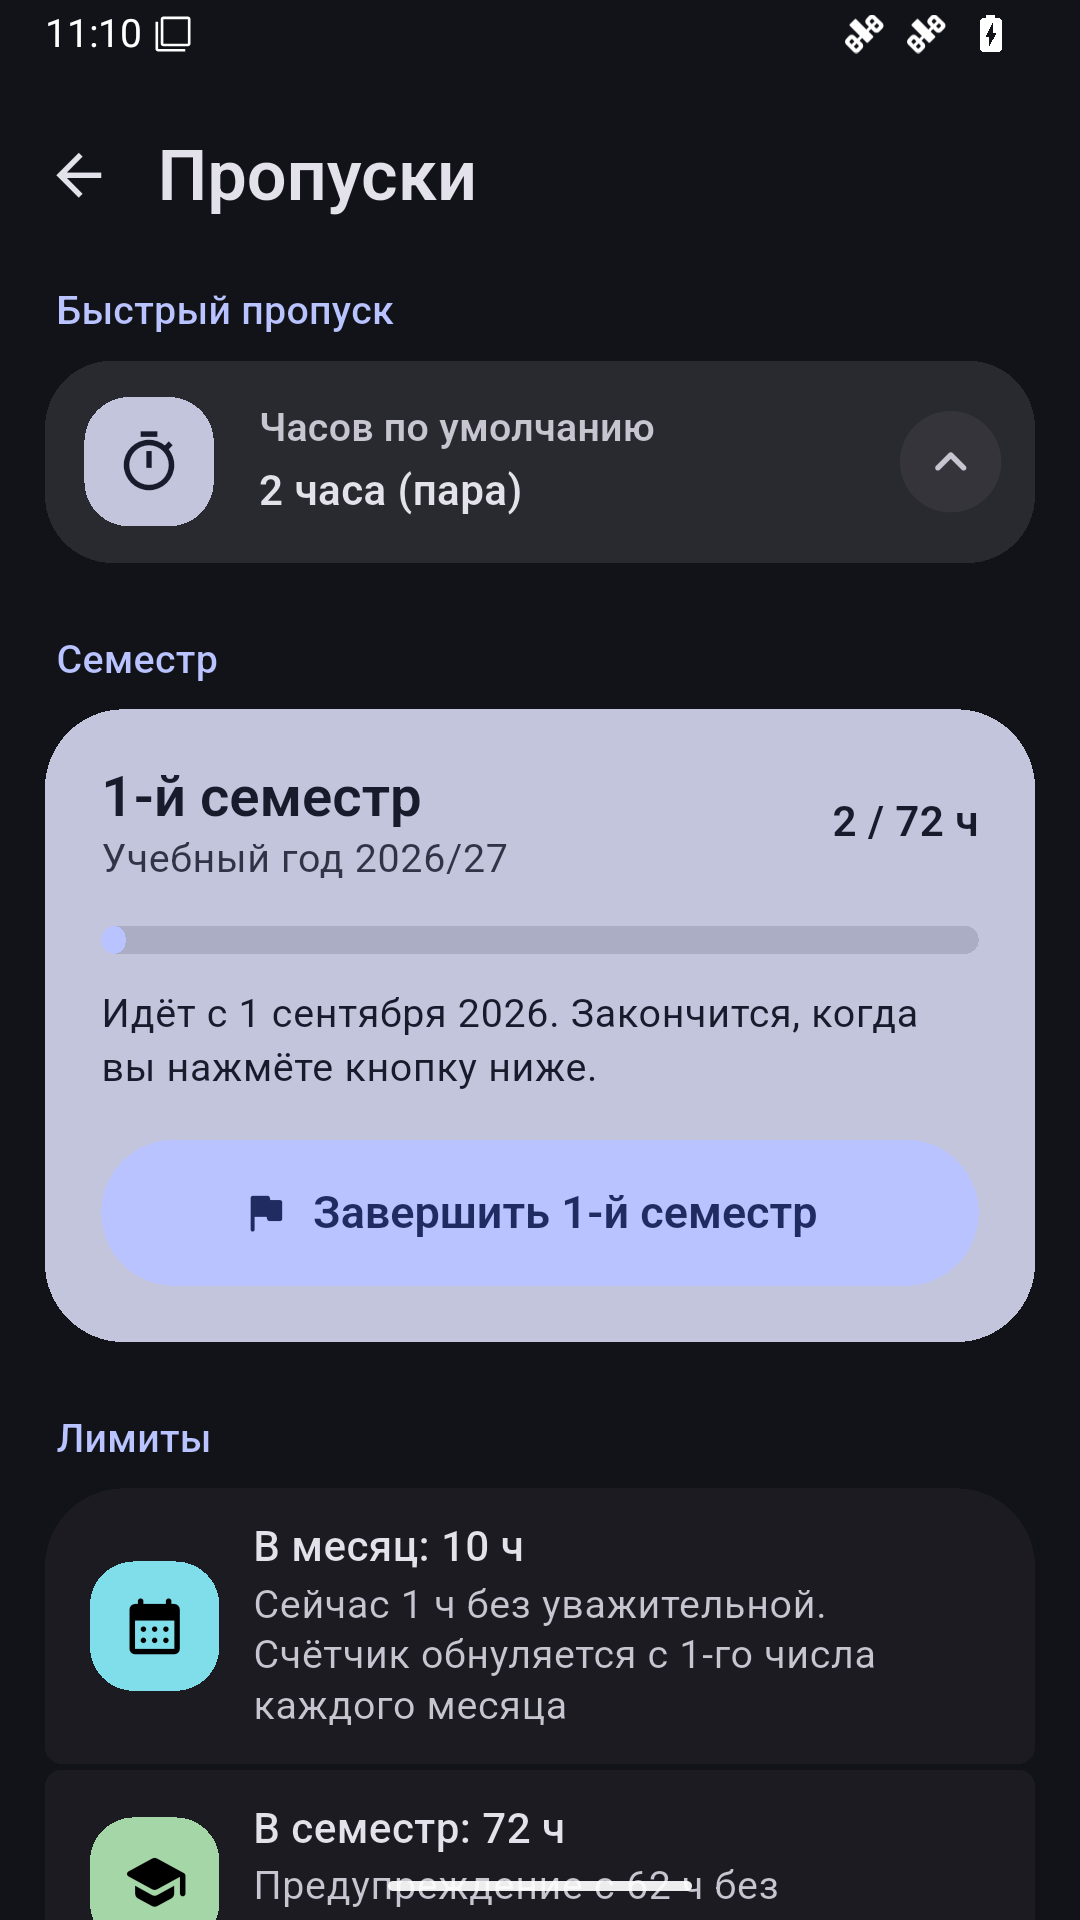 11:10
Пропуски
Быстрый пропуск
Часов по умолчанию
2 часа (пара)
Семестр
1-й семестр
2 / 72 ч
Учебный год 2026/27
Идёт с 1 сентября 2026. Закончится, когда
вы нажмёте кнопку ниже.
Завершить 1-й семестр
Лимиты
В месяц: 10 ч
Сейчас 1 ч без уважительной.
Счётчик обнуляется с 1-го числа
каждого месяца
В семестр: 72 ч
Предупреждение с 62 ч без